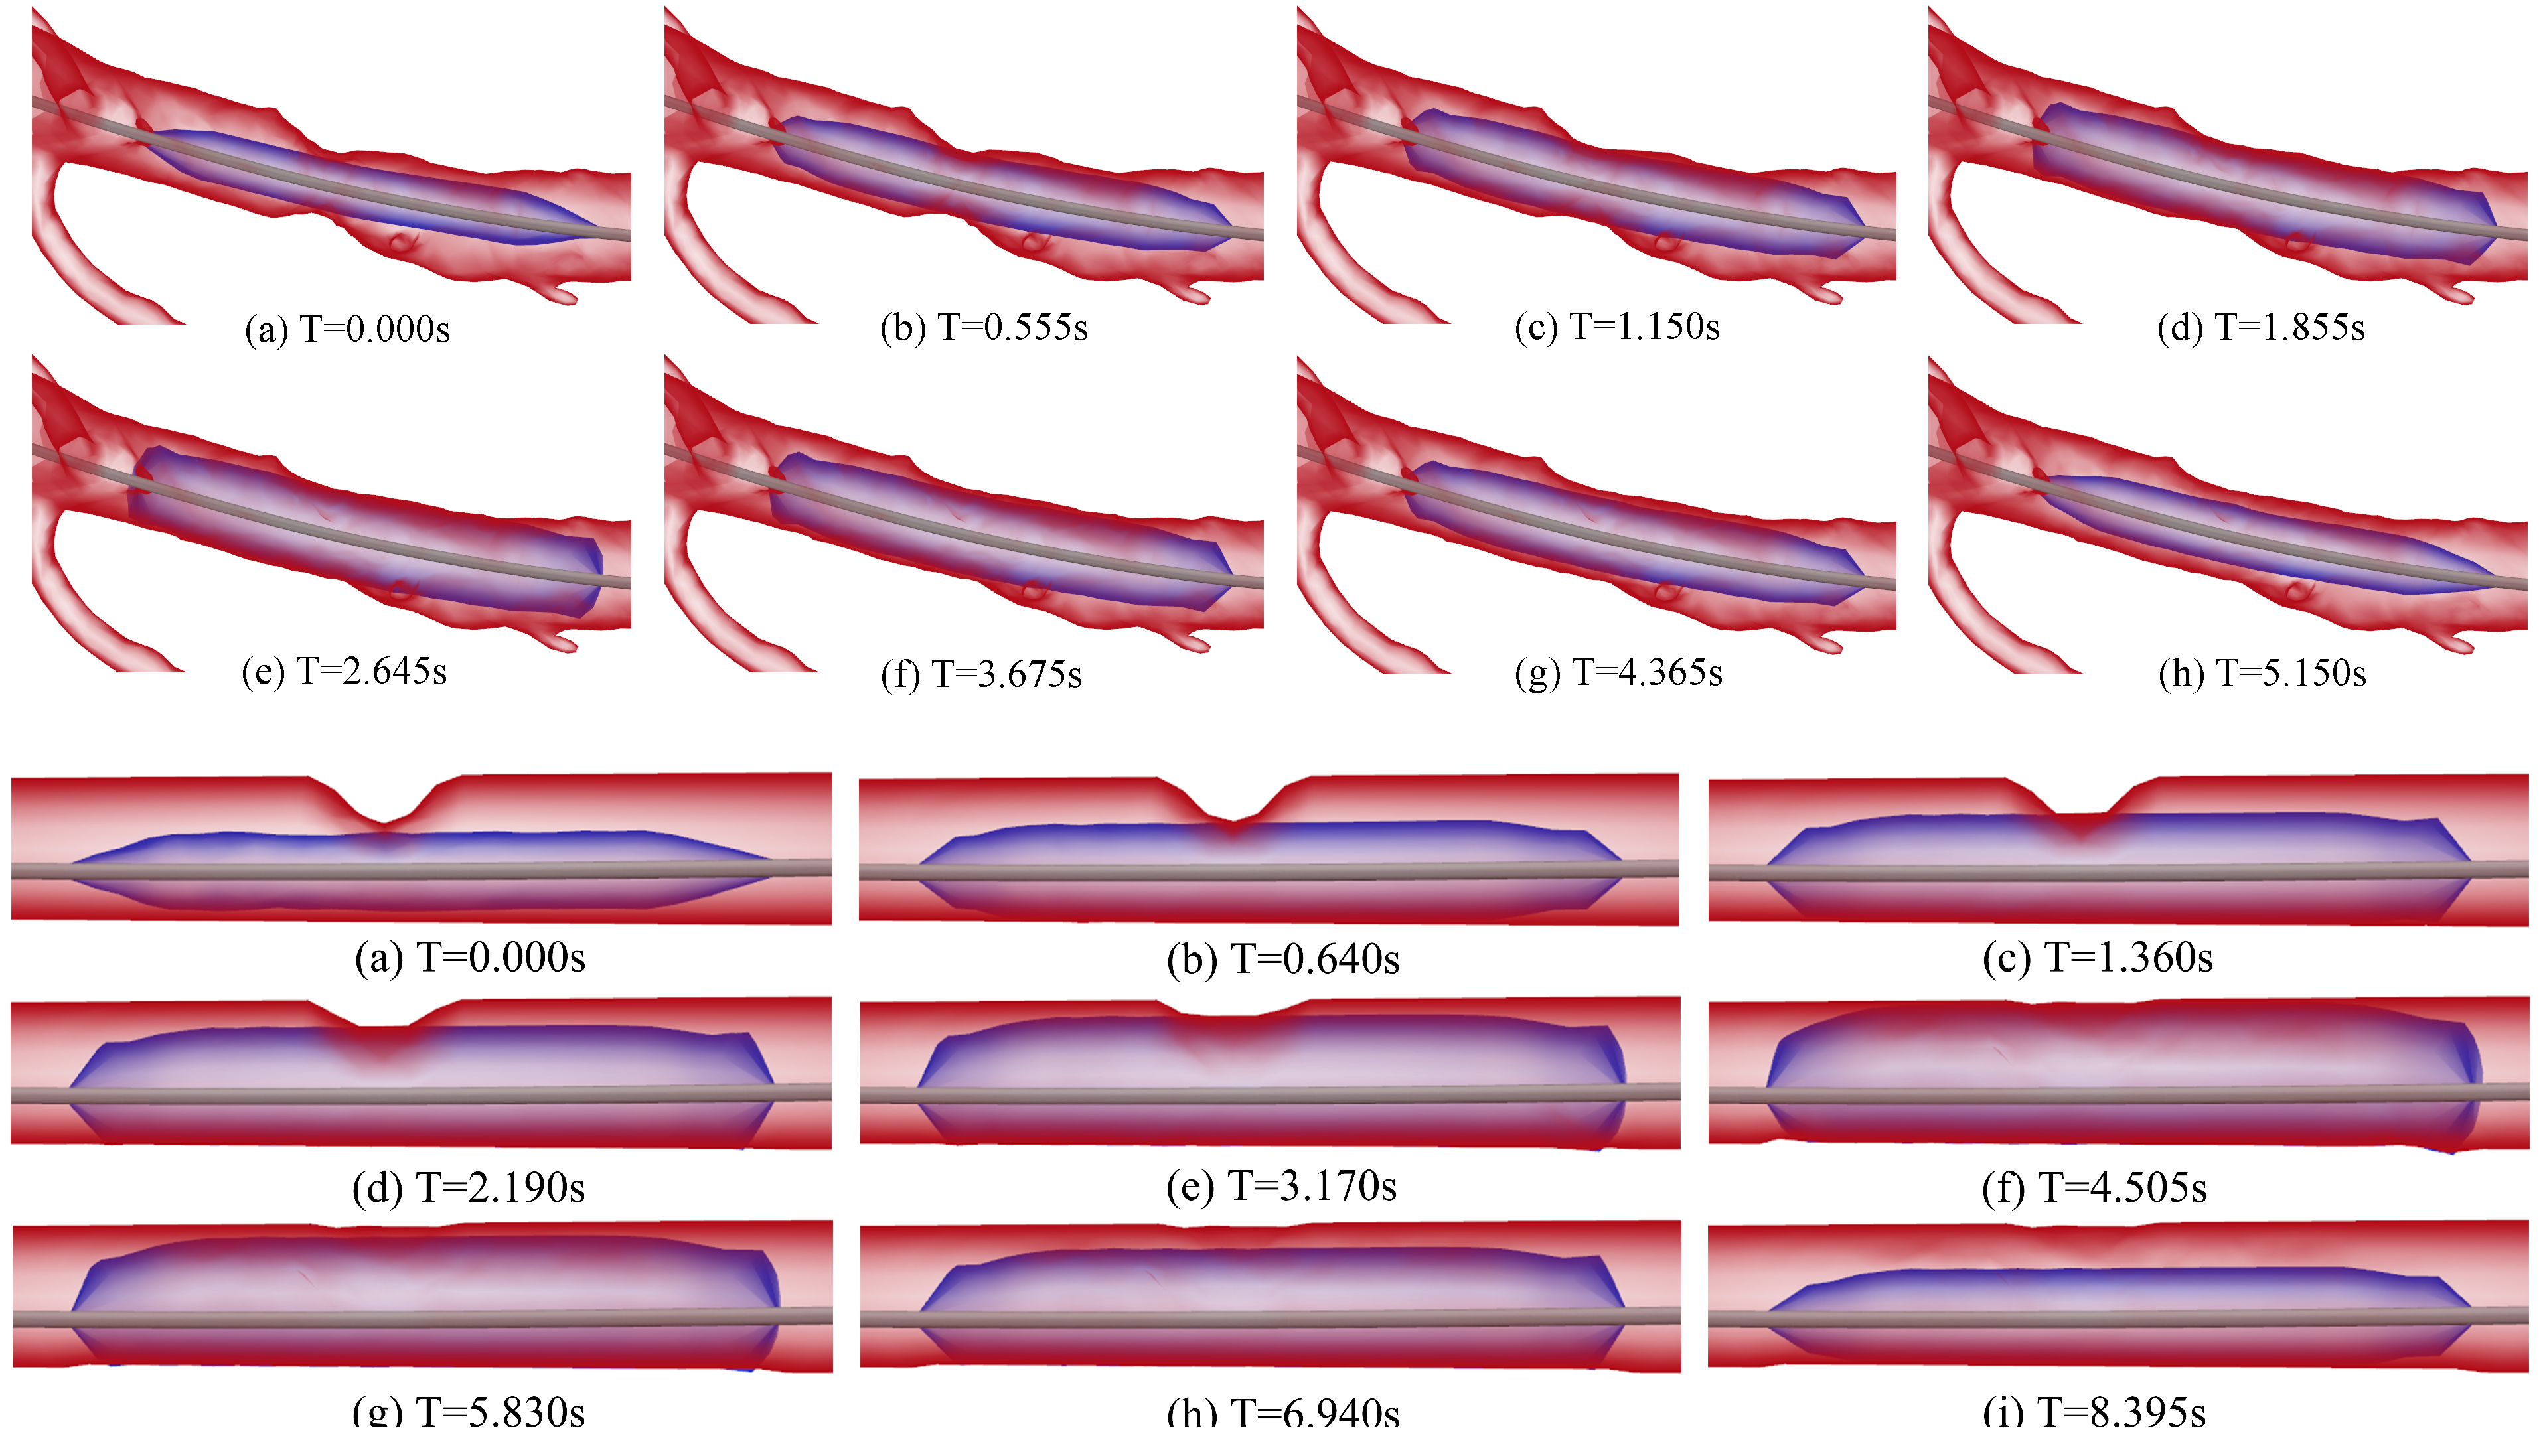 (a) T=0.000s
(b) T=0.555s
(c) T=1.150s
(d) T=1.855s
(e) T=2.645s
(f) T=3.675s
(g) T=4.365s
(h) T=5.150s
(a) T=0.000s
(b) T=0.640s
(c) T=1.360s
(d) T=2.190s
(e) T=3.170s
(f) T=4.505s
(g) T=5.830s
(h) T=6.940s
(i) T=8.395s